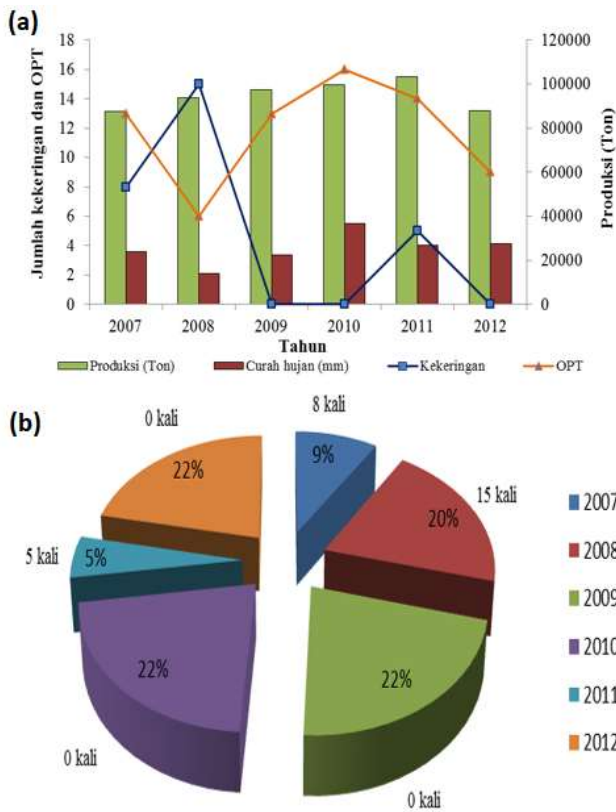 (a)
18
16
14
12
10
8
6
4
2
0
Jumlah kekeringan dan OPT
120000
100000
80000
60000
40000
20000
0
Produksi (Ton)
2007 2008 2009 2010 2011 2012
Tahun
Produksi (Ton) Curah hujan (mm) Kekeringan OPT
(b)
0 kali 8 kali
22% 9%
15 kali
20%
5 kali
5%
22% 22%
0 kali
0 kali
2007
2008
2009
2010
2011
2012